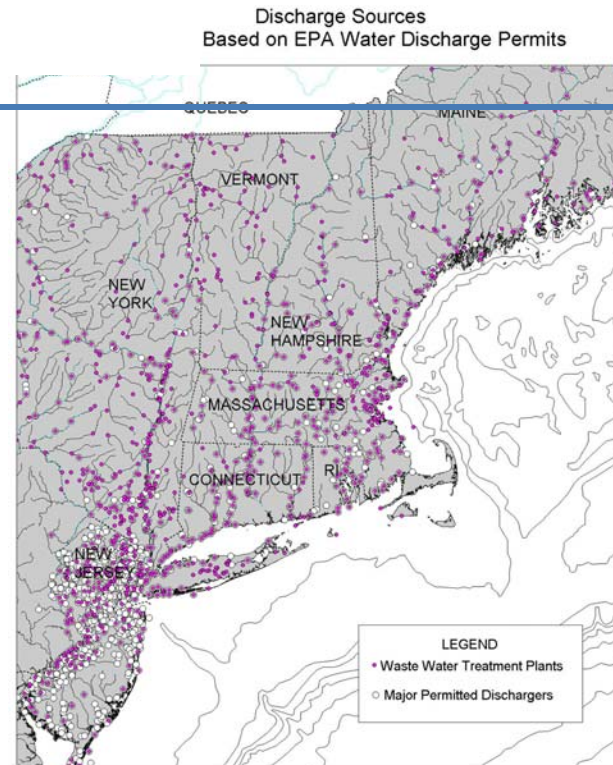 Discharge Sources
Based on EPA Water Discharge Permits
QUEBEC
MAINE
VERMONT
NEW
YORK
NEW
HAMPSHIRE
MASSACHUSETTS
CONNECTICUT
RI
NEW
JERSEY
LEGEND
Waste Water Treatment Plants
Major Permitted Dischargers